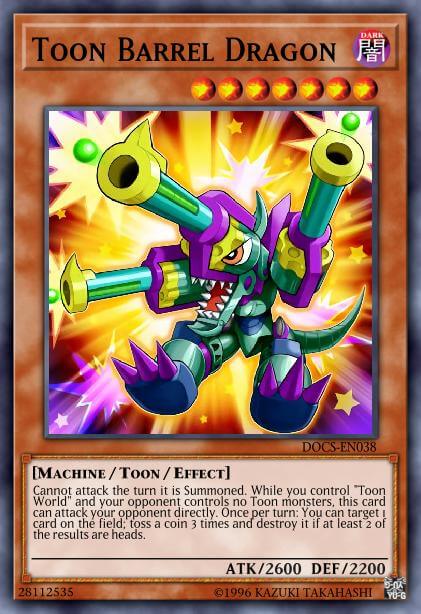 TOON BARREL DRAGON
DARK
闇
DOCS-EN038
[MACHINE / TOON / EFFECT]
Cannot attack the turn it is Summoned. While you control "Toon
World" and your opponent controls no Toon monsters, this card
can attack your opponent directly. Once per turn: You can target 1
card on the field; toss a coin 3 times and destroy it if at least 2 of
the results are heads.
ATK/2600 DEF/2200
28112535
©1996 KAZUKI TAKAHASHI